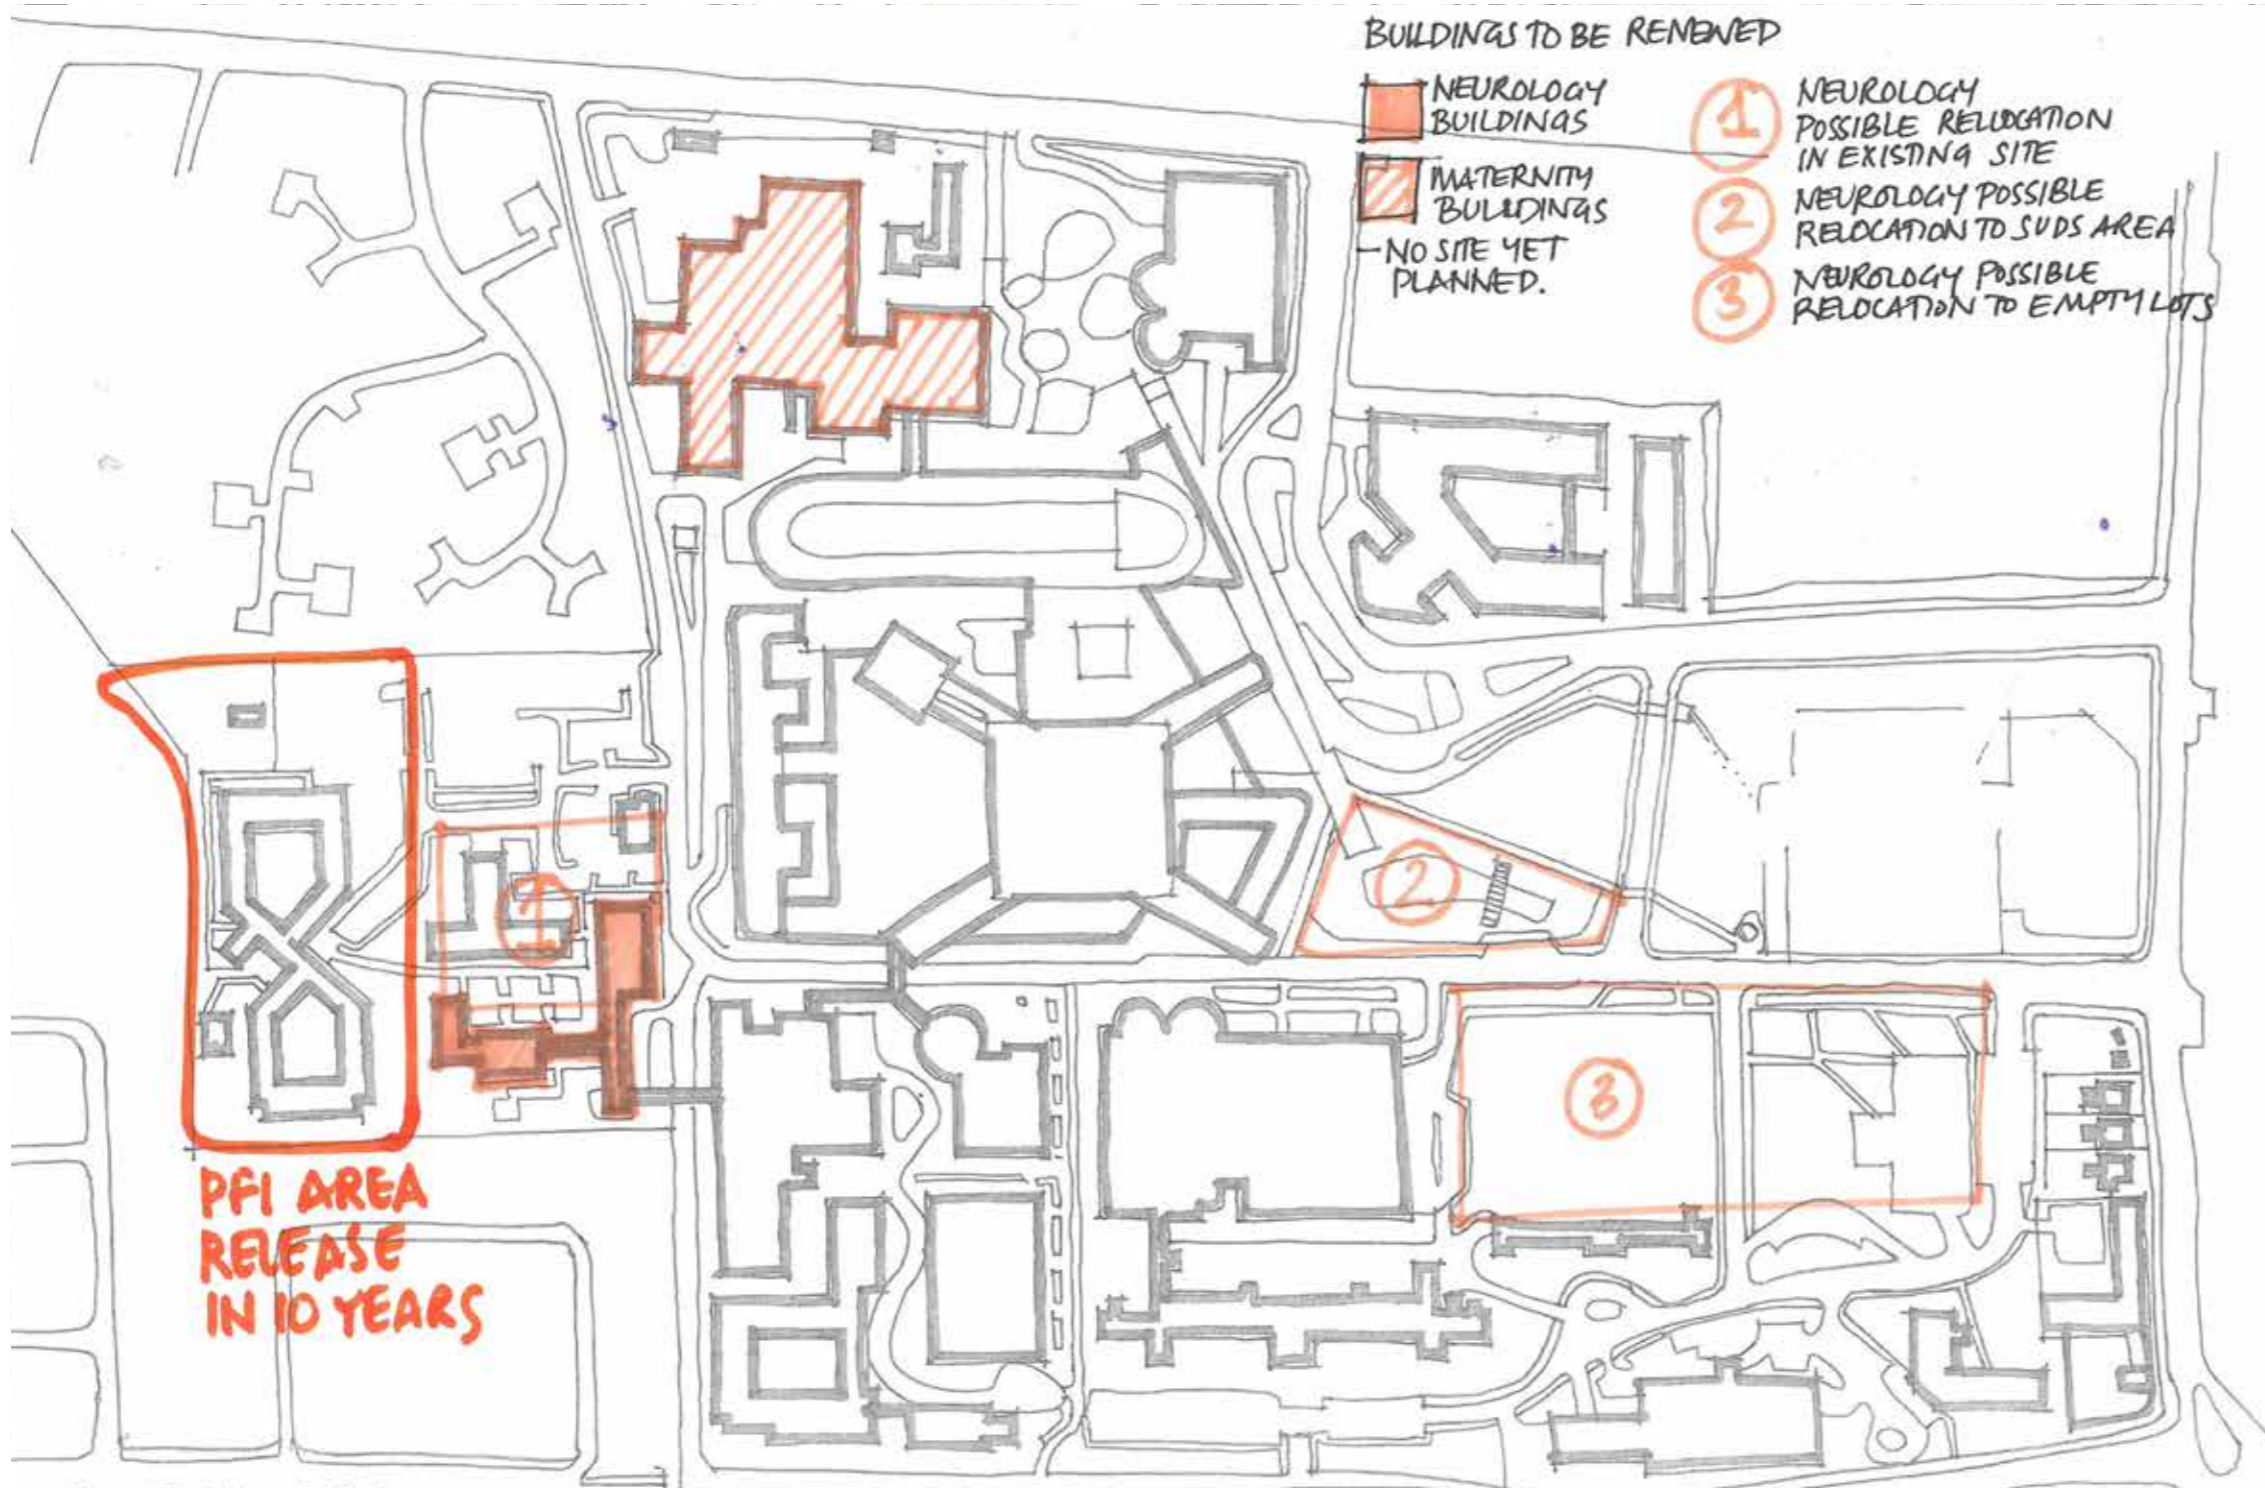 BUILDINGS TO BE RENEWED
NEUROLOGY
BUILDINGS
MATERNITY
BUILDINGS
- NO SITE YET
PLANNED.
1
NEUROLOGY
POSSIBLE RELLOCATION
IN EXISTING SITE
2
NEUROLOGY POSSIBLE
RELOCATION TO SUDS AREA
3
NEUROLOGY POSSIBLE
RELOCATION TO EMPTY LOTS
1
2
3
PFI AREA
RELEASE
IN 10 YEARS